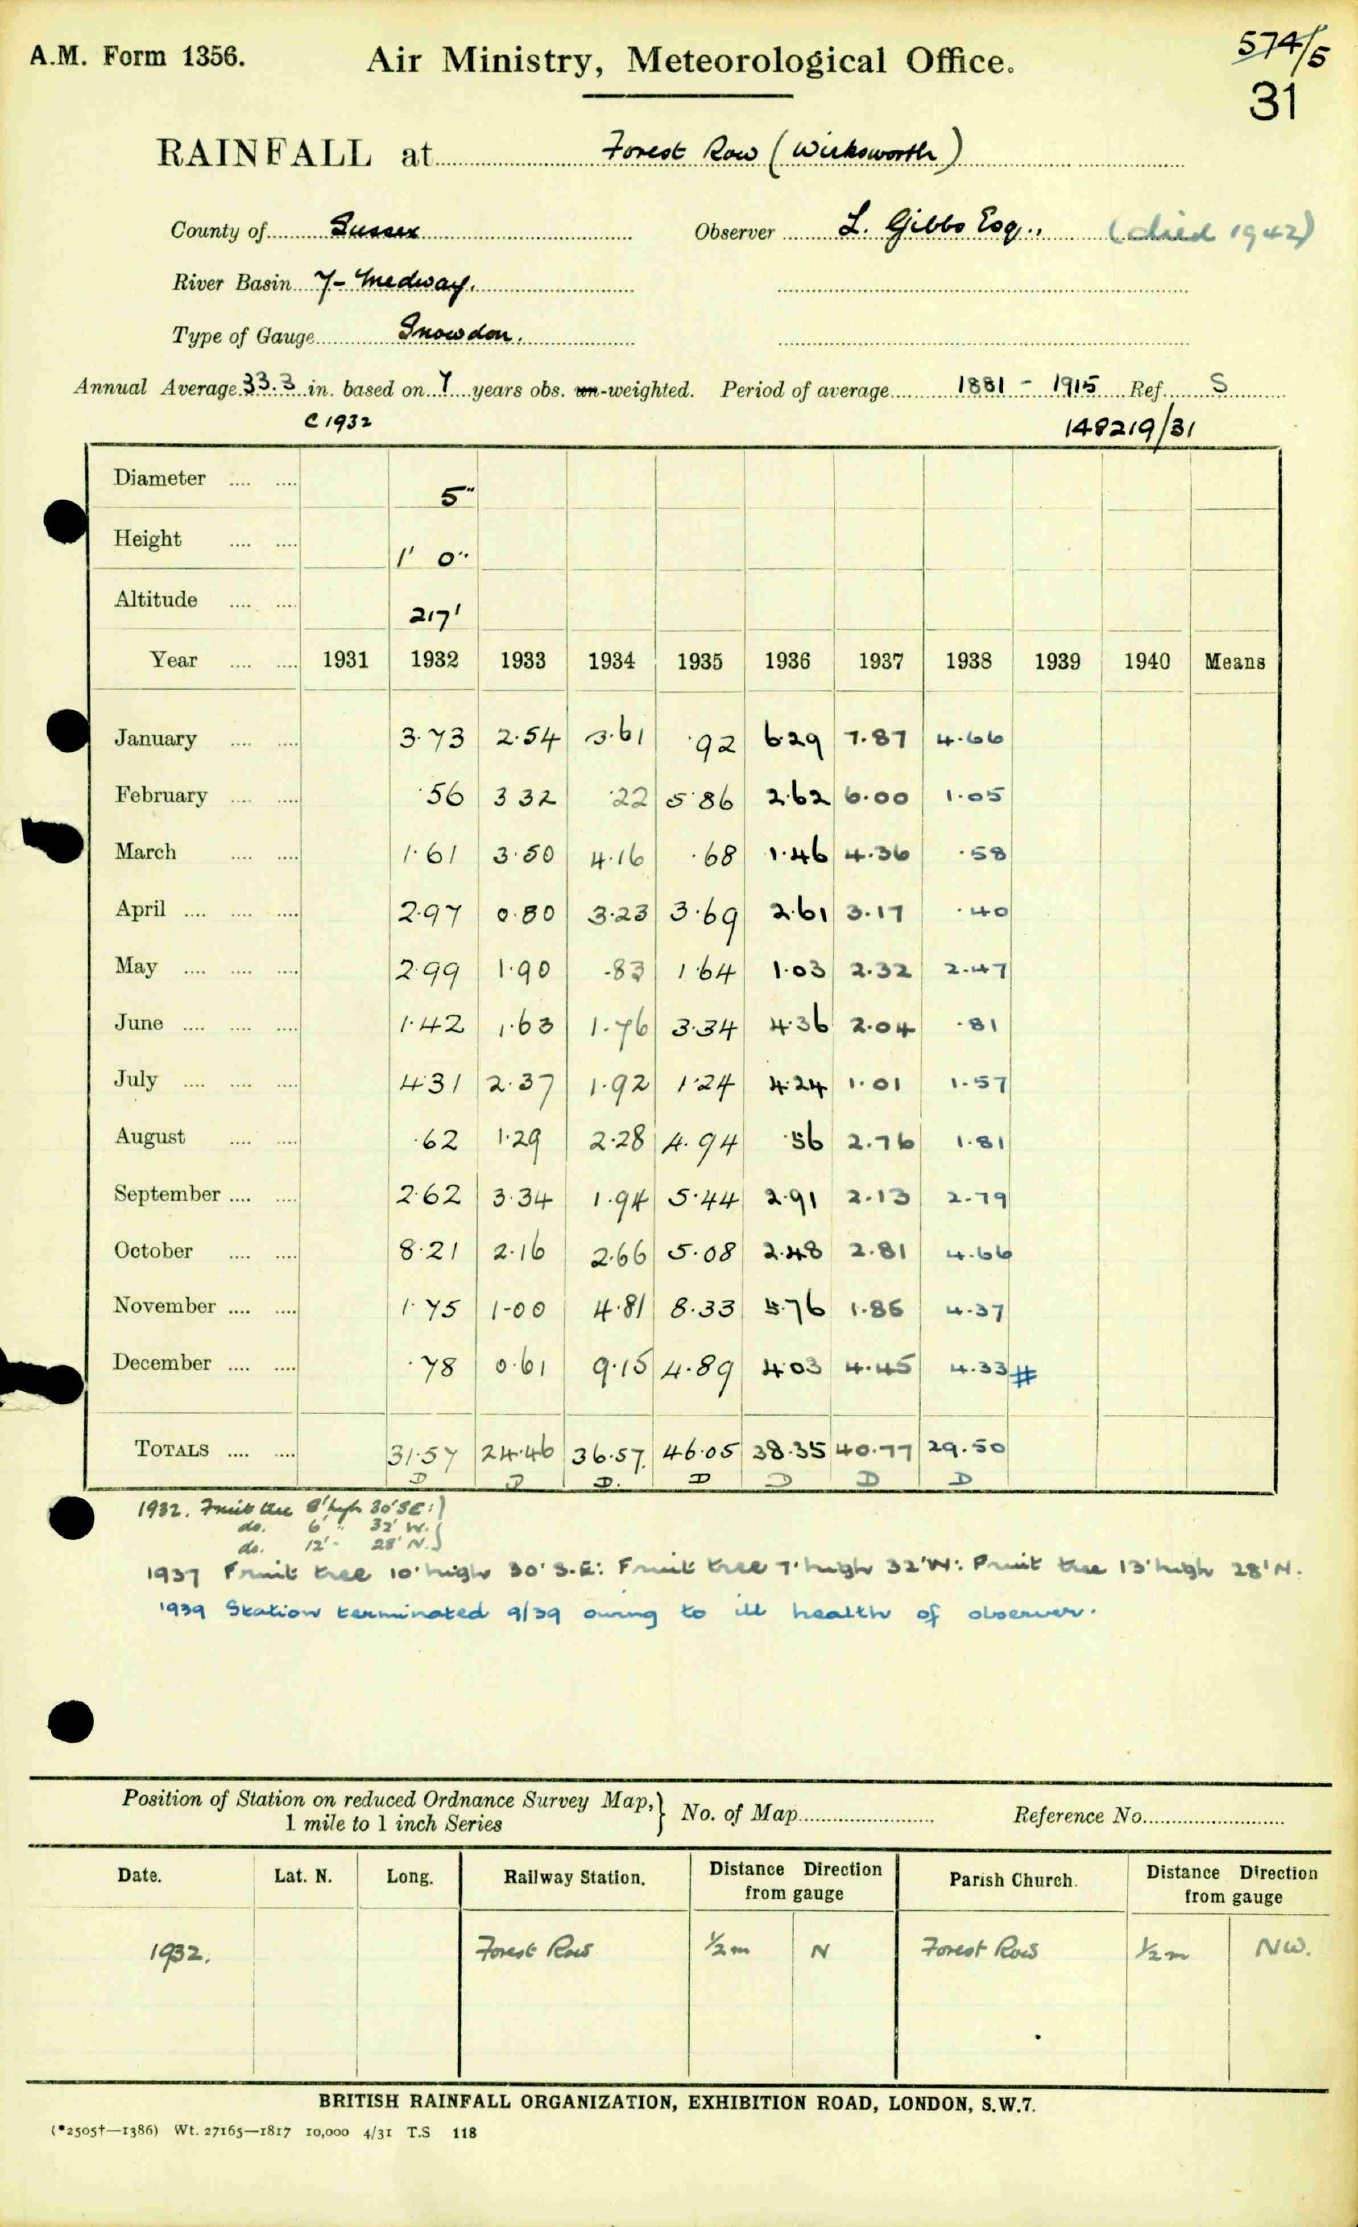 A.M. Form 1356.
Air Ministry, Meteorological Office.
574/5
31
RAINFALL at Forest Row (Wicksworth)
County of Sussex Observer L. Gibbs Esq., (died 1942)
River Basin 7- Medway.
Type of Gauge Snowdon.
Annual Average 33.3 in. based on 7 years obs. un-weighted. Period of average 1881 - 1915 Ref. S
C 1932
148219/31
Diameter .... .... 5"
Height .... .... 1' 0"
Altitude .... .... 217'
Year .... .... 1931 1932 1933 1934 1935 1936 1937 1938 1939 1940 Means
January .... .... 3.73 2.54 3.61 .92 6.29 7.87 4.66
February .... .... .56 3 32 .22 5.86 2.62 6.00 1.05
March .... .... 1.61 3.50 4.16 .68 1.46 4.36 .58
April .... .... .... 2.97 0.80 3.23 3.69 2.61 3.17 .40
May .... .... .... 2.99 1.90 .83 1.64 1.03 2.32 2.47
June .... .... .... 1.42 1.63 1.76 3.34 4.36 2.04 .81
July .... .... .... 4.31 2.37 1.92 1.24 4.24 1.01 1.57
August .... .... .62 1.29 2.28 4.94 .56 2.76 1.81
September .... .... 2.62 3.34 1.94 5.44 2.91 2.13 2.79
October .... .... 8.21 2.16 2.66 5.08 2.48 2.81 4.66
November .... .... 1.75 1.00 4.81 8.33 5.76 1.85 4.37
December .... .... .78 0.61 9.15 4.89 4.03 4.45 4.33 #
TOTALS .... .... 31.57 24.46 36.57. 46.05 38.35 40.77 29.50
D D D. D D D D
1932. Fruit tree 8' high 30' SE:)
do. 6' " 32' W.
do. 12' " 28' N.
1937 Fruit tree 10' high 30' S.E: Fruit tree 7' high 32' W: Fruit tree 13' high 28' N.
1939 Station terminated 9/39 owing to ill health of observer.
Position of Station on reduced Ordnance Survey Map,} No. of Map Reference No.
1 mile to 1 inch Series
Date. Lat. N. Long. Railway Station. Distance Direction from gauge Parish Church. Distance Direction from gauge
1932. Forest Row ½ m N Forest Row ½ m NW.
BRITISH RAINFALL ORGANIZATION, EXHIBITION ROAD, LONDON, S.W.7.
(*2505†—1386) Wt. 27165—1817 10,000 4/31 T.S 118